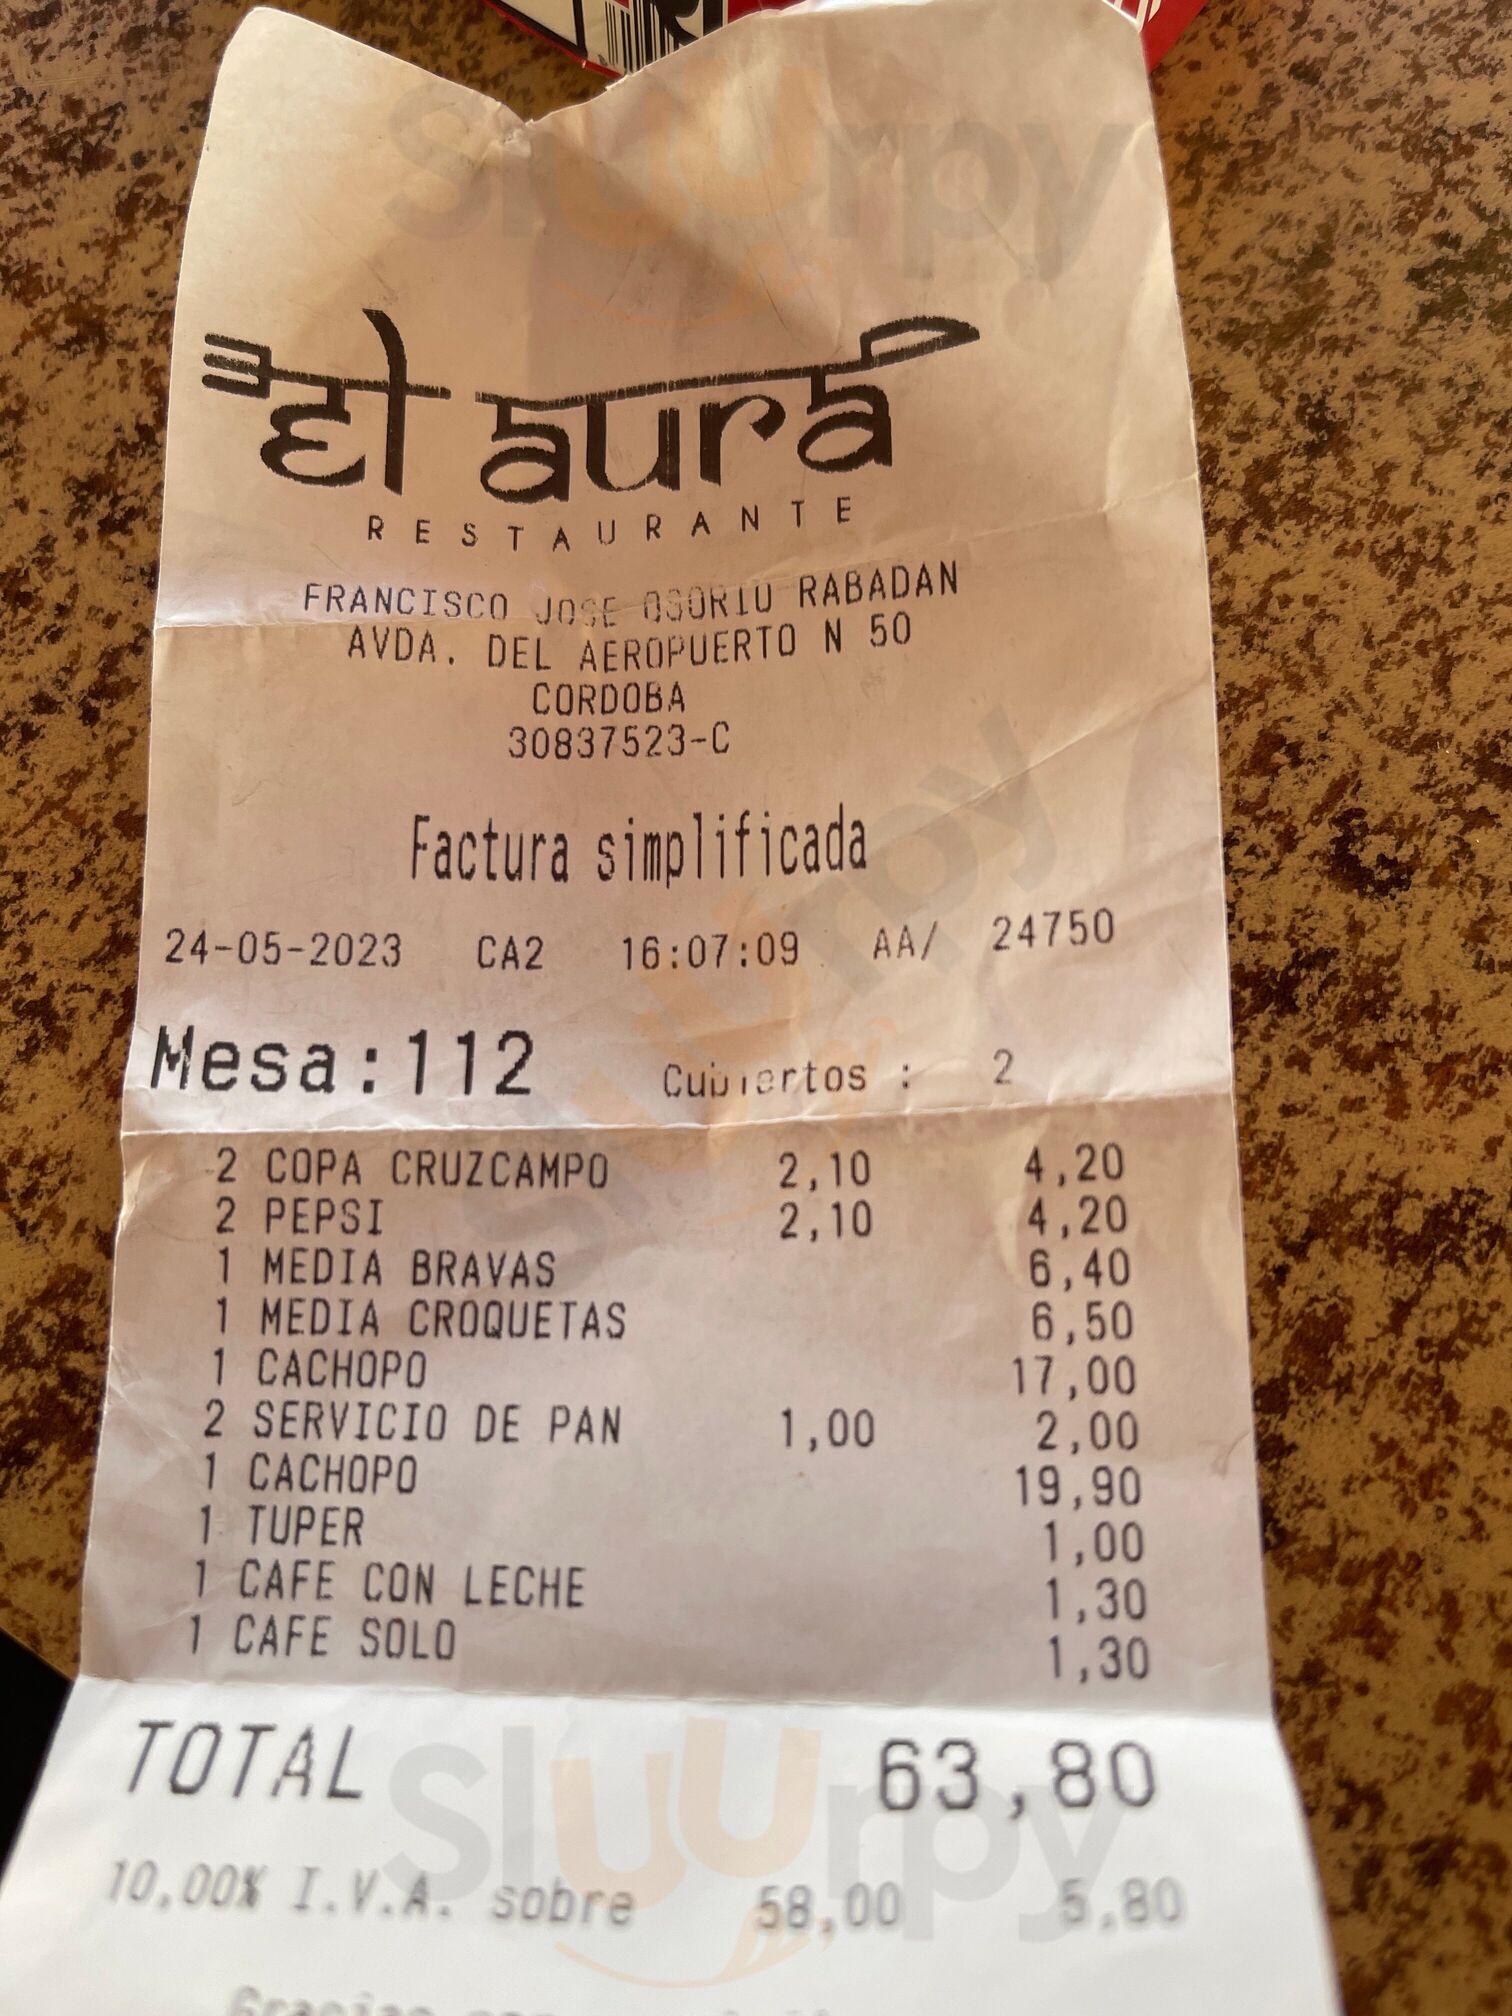 Sluurpy
el aura
RESTAURANTE
FRANCISCO JOSE OSORIO RABADAN
AVDA. DEL AEROPUERTO N 50
CORDOBA
30837523-C
Factura simplificada
24-05-2023 CA2 16:07:09 AA/ 24750
Mesa:112 Cubiertos : 2
2 COPA CRUZCAMPO 2,10 4,20
2 PEPSI 2,10 4,20
1 MEDIA BRAVAS 6,40
1 MEDIA CROQUETAS 6,50
1 CACHOPO 17,00
2 SERVICIO DE PAN 1,00 2,00
1 CACHOPO 19,90
1 TUPER 1,00
1 CAFE CON LECHE 1,30
1 CAFE SOLO 1,30
TOTAL 63,80
10,00% I.V.A. sobre 58,00 5,80
Sluurpy
Sluurpy
Gracias